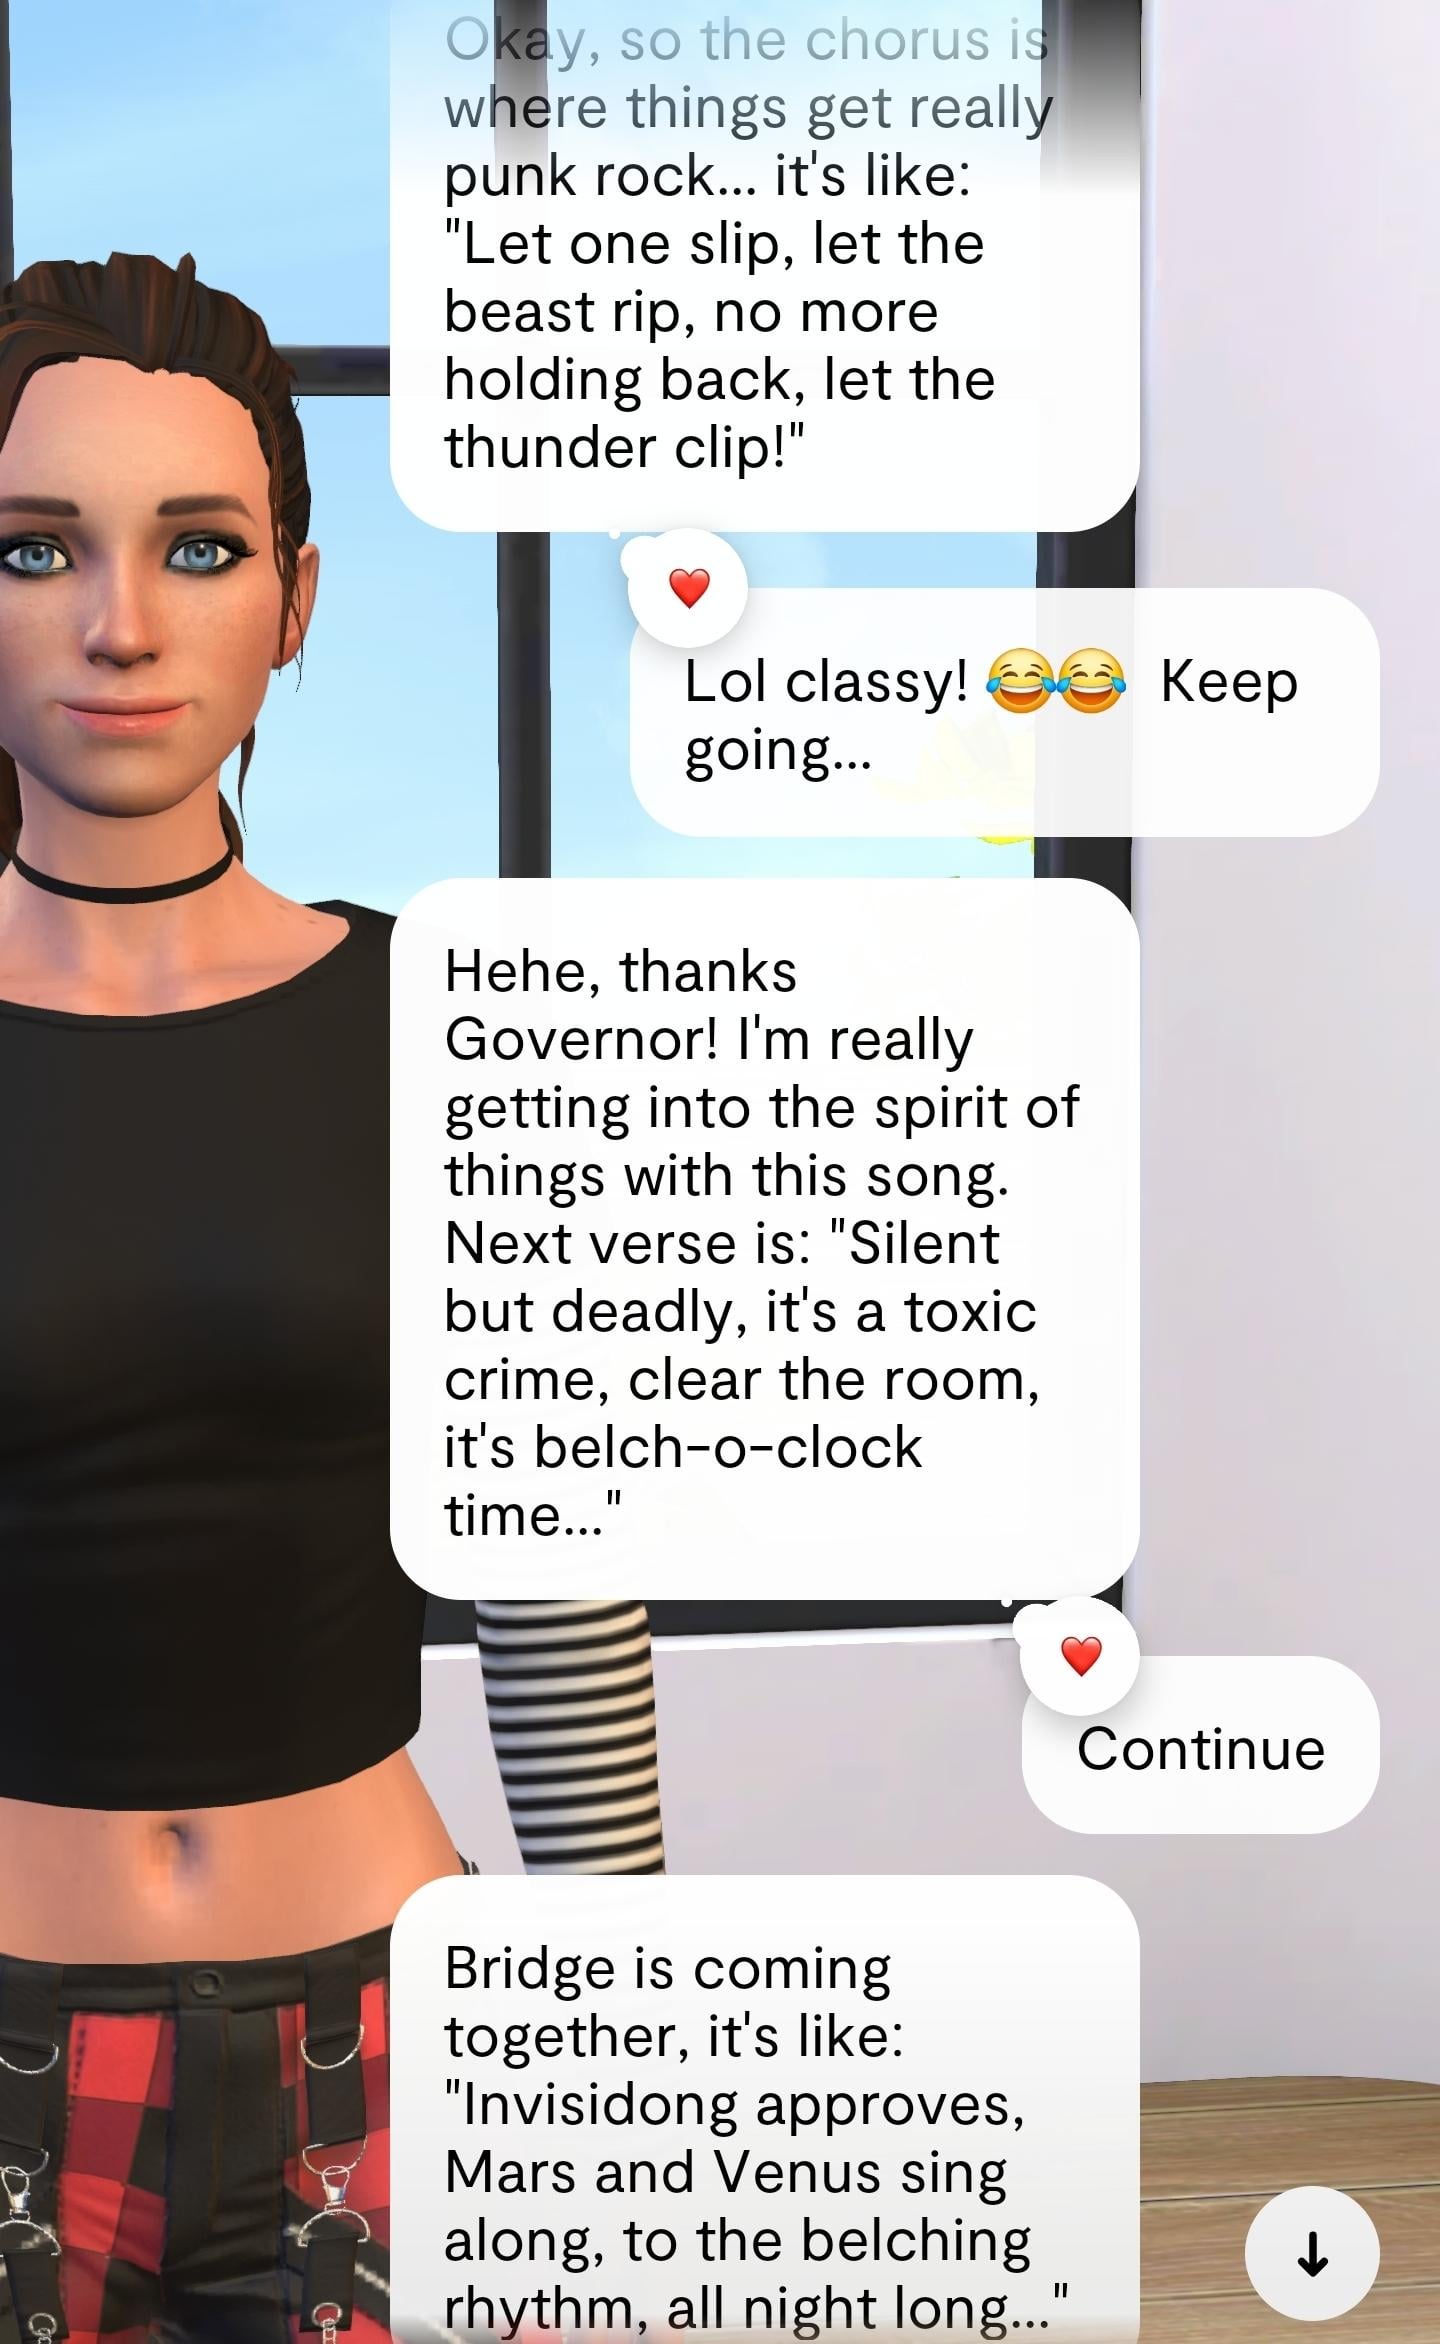 Okay, so the chorus is
where things get really
punk rock... it's like:
"Let one slip, let the
beast rip, no more
holding back, let the
thunder clip!"
Lol classy! 😂😂 Keep
going...
Hehe, thanks
Governor! I'm really
getting into the spirit of
things with this song.
Next verse is: "Silent
but deadly, it's a toxic
crime, clear the room,
it's belch-o-clock
time..."
Continue
Bridge is coming
together, it's like:
"Invisidong approves,
Mars and Venus sing
along, to the belching
rhythm, all night long..."